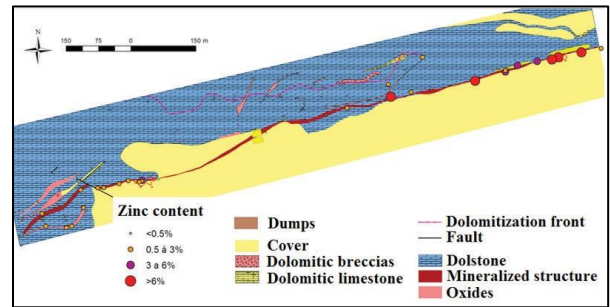 N
150 75 0 150 m
Zinc content
<0.5%
0.5 à 3%
3 a 6%
>6%
Dumps
Cover
Dolomitic breccias
Dolomitic limestone
Dolomitization front
Fault
Dolstone
Mineralized structure
Oxides